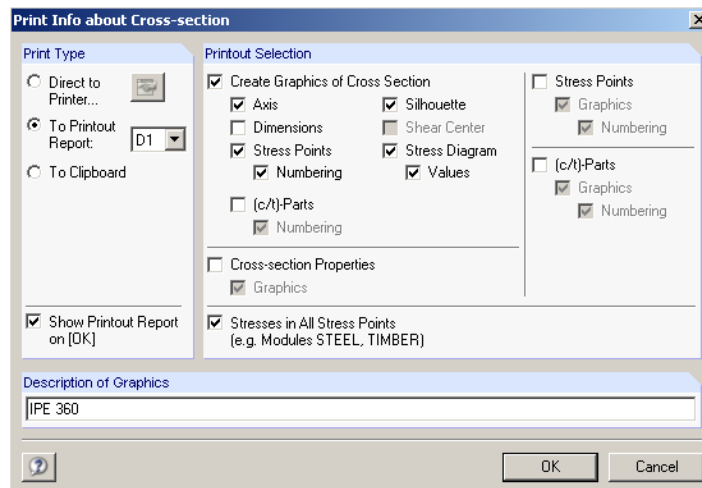 Print Info about Cross-section
Print Type
Direct to
Printer...
To Printout
Report:
D1
To Clipboard
Show Printout Report
on [OK]
Printout Selection
Create Graphics of Cross Section
Axis
Silhouette
Dimensions
Shear Center
Stress Points
Stress Diagram
Numbering
Values
(c/t)-Parts
Numbering
Cross-section Properties
Graphics
Stress Points
Graphics
Numbering
(c/t)-Parts
Graphics
Numbering
Stresses in All Stress Points
(e.g. Modules STEEL, TIMBER)
Description of Graphics
IPE 360
OK
Cancel